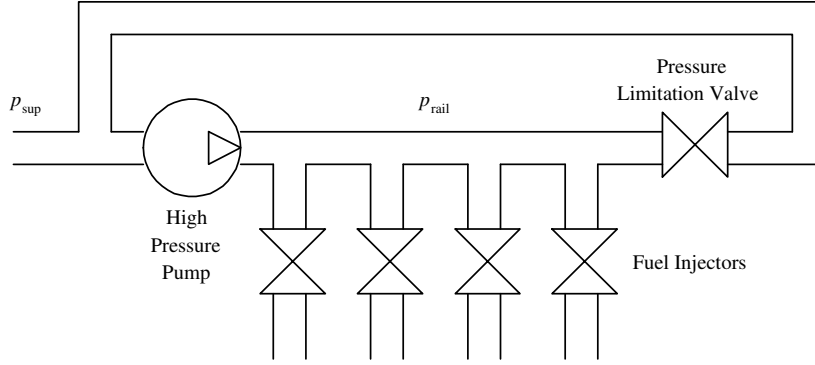 Pressure
Limitation Valve
p_sup
p_rail
High
Pressure
Pump
Fuel Injectors